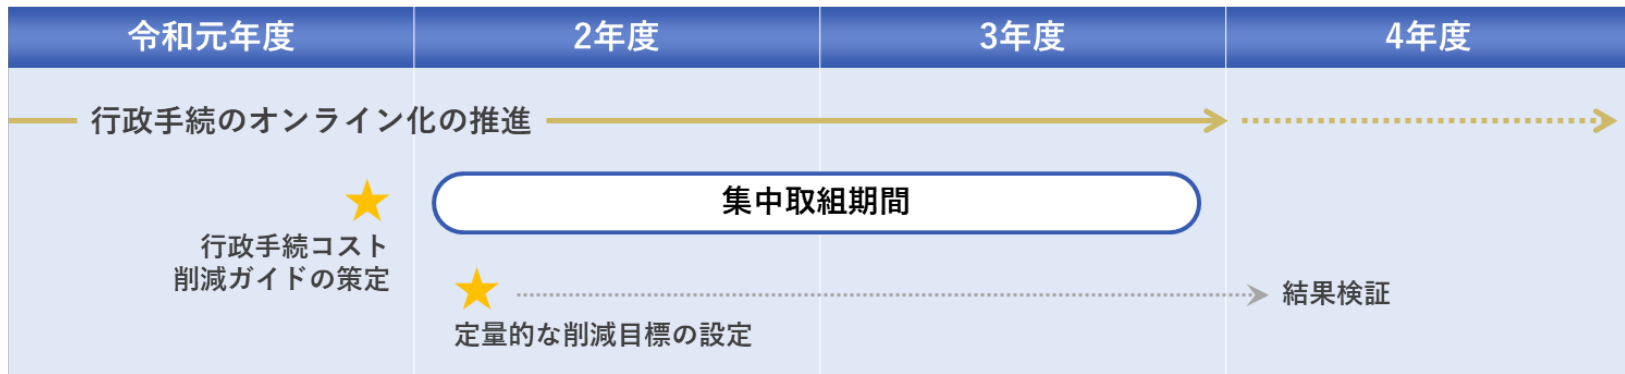 令和元年度
2年度
3年度
4年度
行政手続のオンライン化の推進
集中取組期間
行政手続コスト
削減ガイドの策定
定量的な削減目標の設定
結果検証